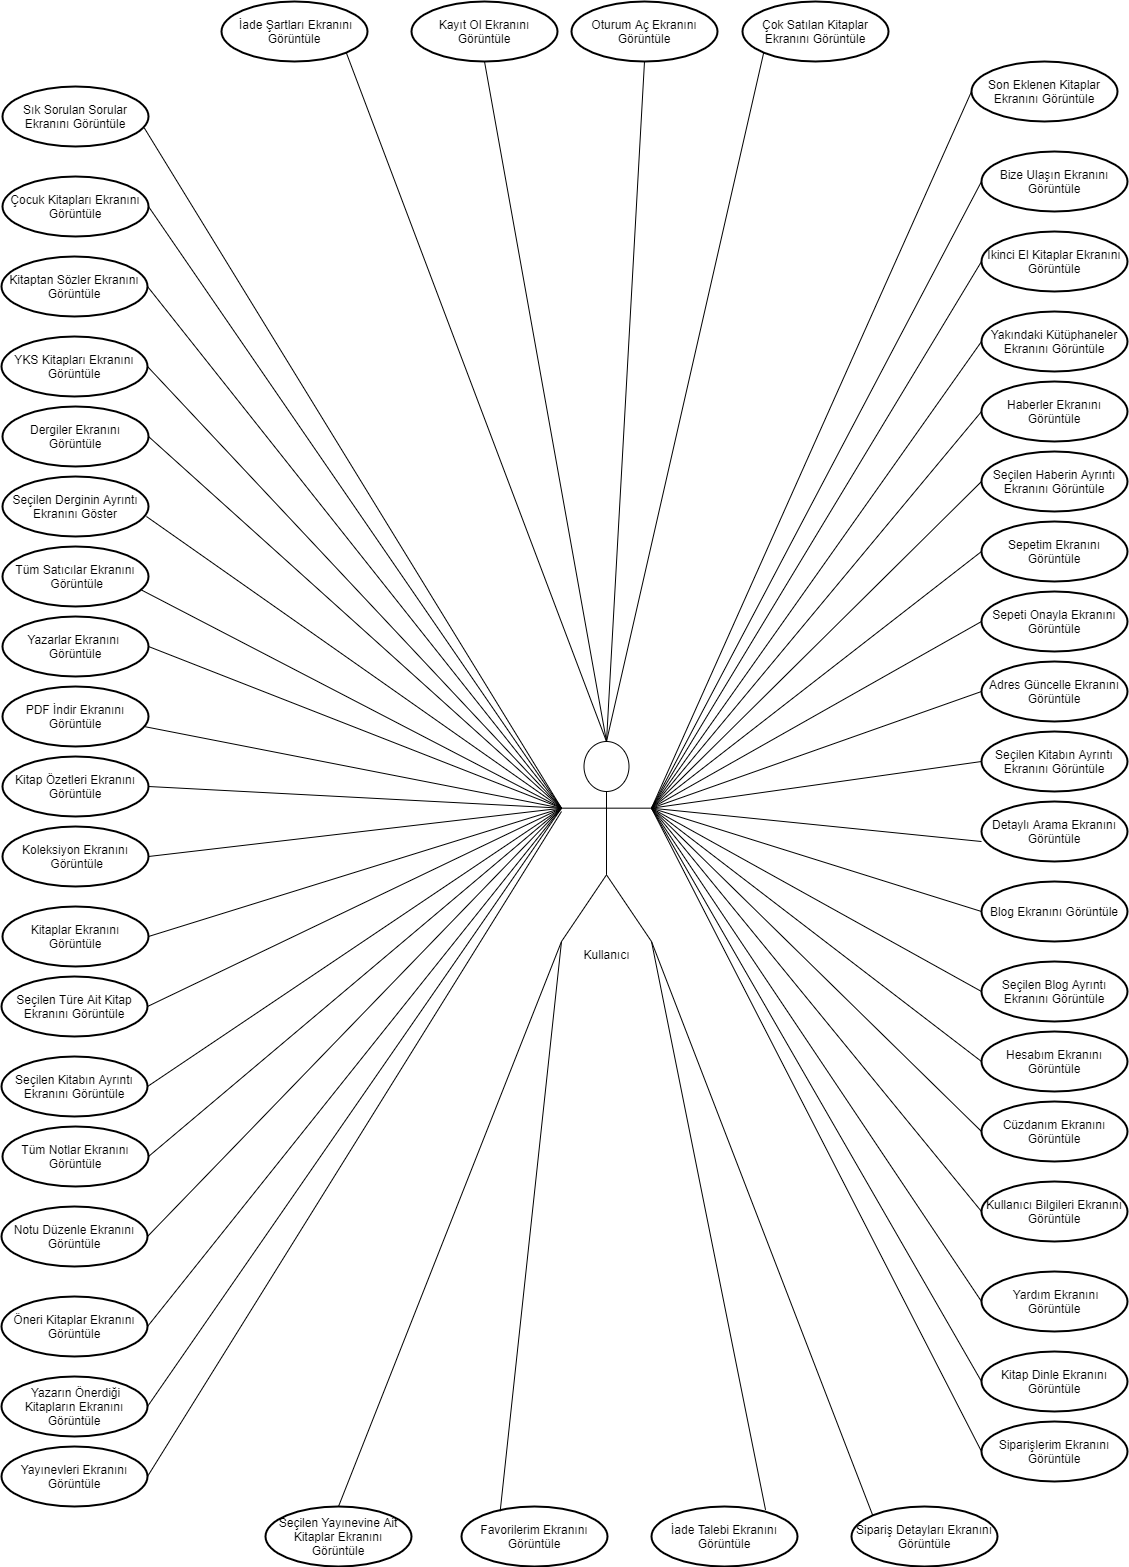 İade Şartları Ekranını
Görüntüle
Kayıt Ol Ekranını
Görüntüle
Oturum Aç Ekranını
Görüntüle
Çok Satılan Kitaplar
Ekranını Görüntüle
Sık Sorulan Sorular
Ekranını Görüntüle
Çocuk Kitapları Ekranını
Görüntüle
Kitaptan Sözler Ekranını
Görüntüle
YKS Kitapları Ekranını
Görüntüle
Dergiler Ekranını
Görüntüle
Seçilen Derginin Ayrıntı
Ekranını Göster
Tüm Satıcılar Ekranını
Görüntüle
Yazarlar Ekranını
Görüntüle
PDF İndir Ekranını
Görüntüle
Kitap Özetleri Ekranını
Görüntüle
Koleksiyon Ekranını
Görüntüle
Kitaplar Ekranını
Görüntüle
Seçilen Türe Ait Kitap
Ekranını Görüntüle
Seçilen Kitabın Ayrıntı
Ekranını Görüntüle
Tüm Notlar Ekranını
Görüntüle
Notu Düzenle Ekranını
Görüntüle
Öneri Kitaplar Ekranını
Görüntüle
Yazarın Önerdiği
Kitapların Ekranını
Görüntüle
Yayınevleri Ekranını
Görüntüle
Kullanıcı
Son Eklenen Kitaplar
Ekranını Görüntüle
Bize Ulaşın Ekranını
Görüntüle
İkinci El Kitaplar Ekranını
Görüntüle
Yakındaki Kütüphaneler
Ekranını Görüntüle
Haberler Ekranını
Görüntüle
Seçilen Haberin Ayrıntı
Ekranını Görüntüle
Sepetim Ekranını
Görüntüle
Sepeti Onayla Ekranını
Görüntüle
Adres Güncelle Ekranını
Görüntüle
Seçilen Kitabın Ayrıntı
Ekranını Görüntüle
Detaylı Arama Ekranını
Görüntüle
Blog Ekranını Görüntüle
Seçilen Blog Ayrıntı
Ekranını Görüntüle
Hesabım Ekranını
Görüntüle
Cüzdanım Ekranını
Görüntüle
Kullanıcı Bilgileri Ekranını
Görüntüle
Yardım Ekranını
Görüntüle
Kitap Dinle Ekranını
Görüntüle
Siparişlerim Ekranını
Görüntüle
Seçilen Yayınevine Ait
Kitaplar Ekranını
Görüntüle
Favorilerim Ekranını
Görüntüle
İade Talebi Ekranını
Görüntüle
Sipariş Detayları Ekranını
Görüntüle